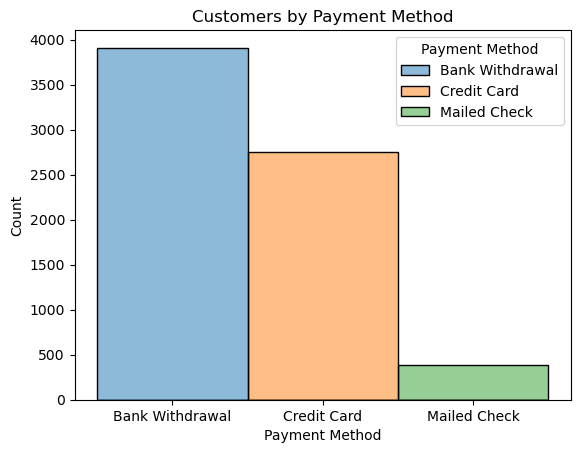 Customers by Payment Method
Payment Method
Bank Withdrawal
Credit Card
Mailed Check
4000
3500
3000
2500
2000
1500
1000
500
0
Count
Bank Withdrawal Credit Card Mailed Check
Payment Method